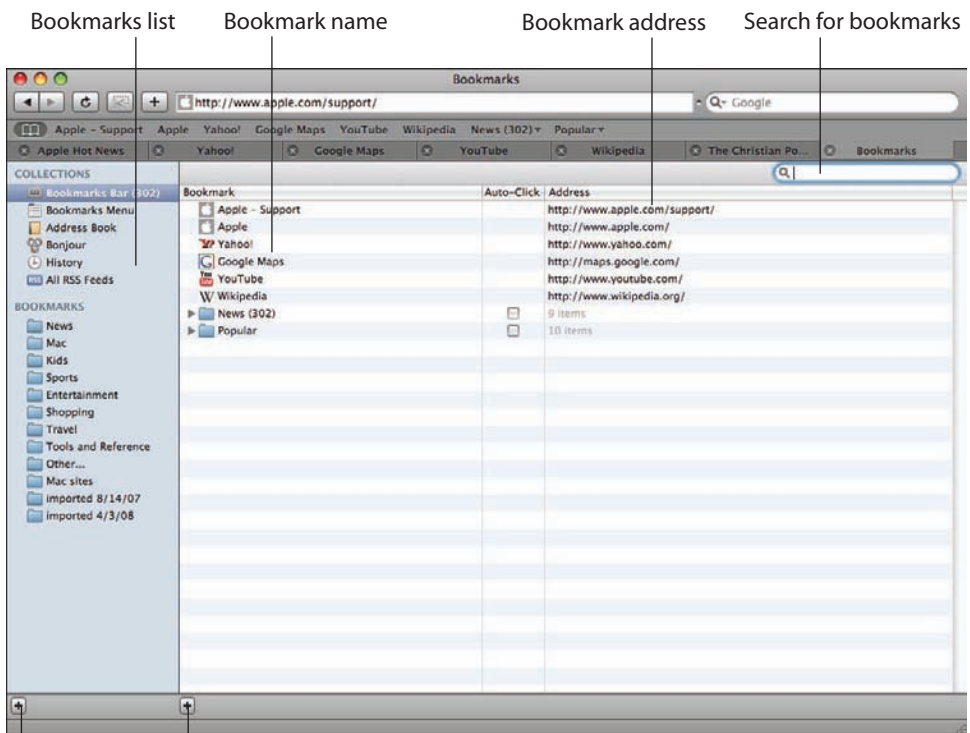 Bookmarks list Bookmark name Bookmark address Search for bookmarks
Bookmarks
http://www.apple.com/support/ Google
Apple - Support Apple Yahoo! Google Maps YouTube Wikipedia News (302) Popular
Apple Hot News Yahoo! Google Maps YouTube Wikipedia The Christian Po... Bookmarks
COLLECTIONS
Bookmarks Bar (302) Bookmark Auto-Click Address
Bookmarks Menu Apple - Support http://www.apple.com/support/
Address Book Apple http://www.apple.com/
Bonjour Yahoo! http://www.yahoo.com/
History Google Maps http://maps.google.com/
All RSS Feeds YouTube http://www.youtube.com/
Wikipedia http://www.wikipedia.org/
BOOKMARKS News (302) 9 items
News Popular 10 items
Mac
Kids
Sports
Entertainment
Shopping
Travel
Tools and Reference
Other...
Mac sites
imported 8/14/07
imported 4/3/08